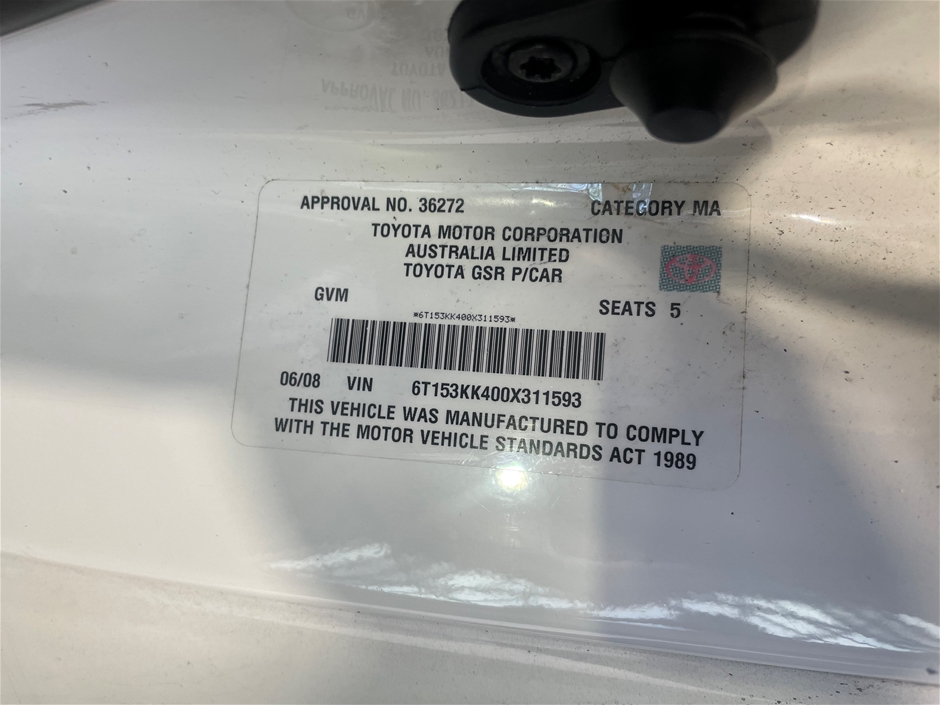 APPROVAL NO. 36272 CATEGORY MA
TOYOTA MOTOR CORPORATION
AUSTRALIA LIMITED
TOYOTA GSR P/CAR
GVM SEATS 5
*6T153KK400X311593*
06/08 VIN 6T153KK400X311593
THIS VEHICLE WAS MANUFACTURED TO COMPLY
WITH THE MOTOR VEHICLE STANDARDS ACT 1989